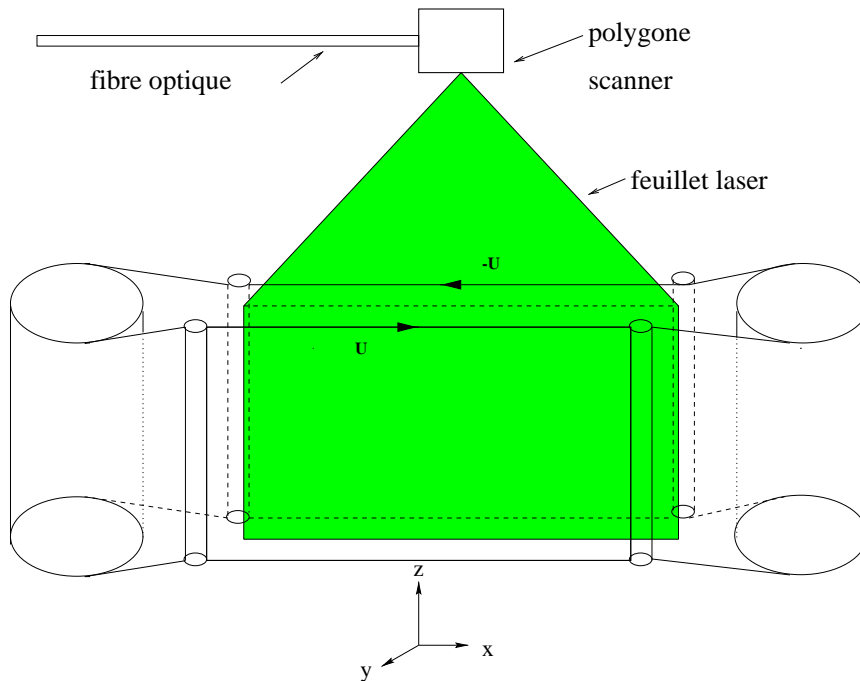 polygone
scanner
fibre optique
feuillet laser
-U
U
z
x
y